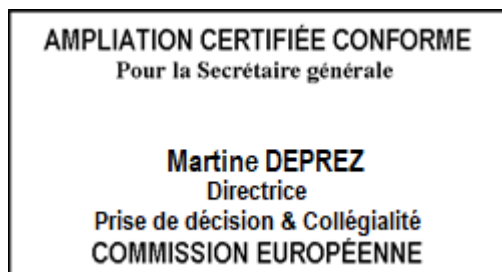 AMPLIATION CERTIFIÉE CONFORME
Pour la Secrétaire générale
Martine DEPREZ
Directrice
Prise de décision & Collégialité
COMMISSION EUROPÉENNE